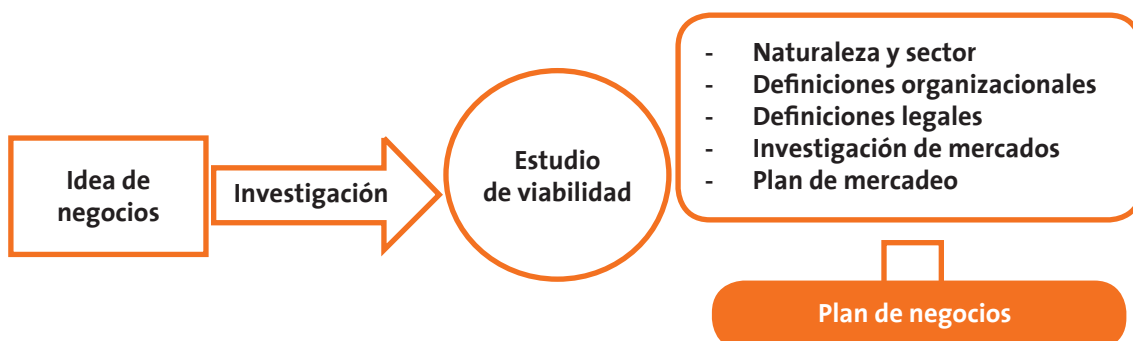 Idea de
negocios
Investigación
Estudio
de viabilidad
- Naturaleza y sector
- Definiciones organizacionales
- Definiciones legales
- Investigación de mercados
- Plan de mercadeo
Plan de negocios